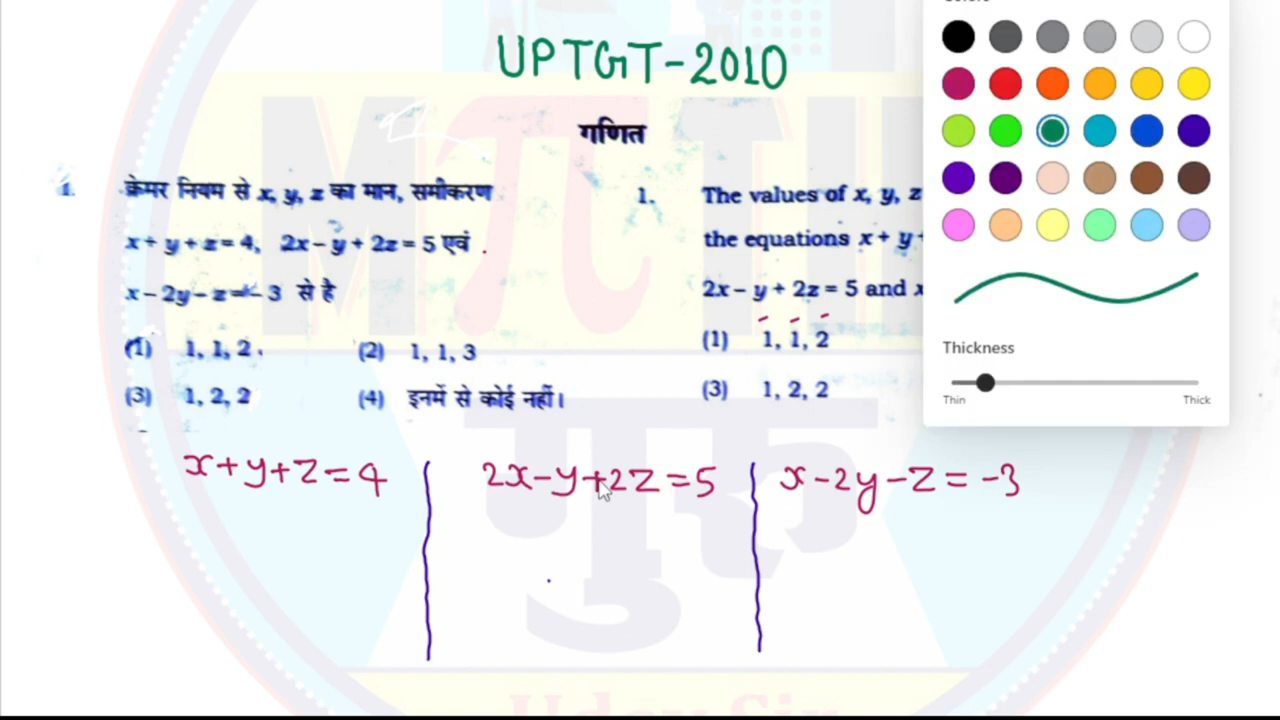 Colors
UPTGT-2010
गणित
1. क्रेमर नियम से x, y, z का मान, समीकरण
x + y + z = 4, 2x – y + 2z = 5 एवं
x – 2y – z = – 3 से है
(1) 1, 1, 2 (2) 1, 1, 3
(3) 1, 2, 2 (4) इनमें से कोई नहीं।
1. The values of x, y, z
the equations x + y +
2x – y + 2z = 5 and x
(1) 1, 1, 2
(3) 1, 2, 2
Thickness
Thin Thick
x+y+z=4
2x-y+2z=5
x-2y-z=-3
गुरु
Uday Sir